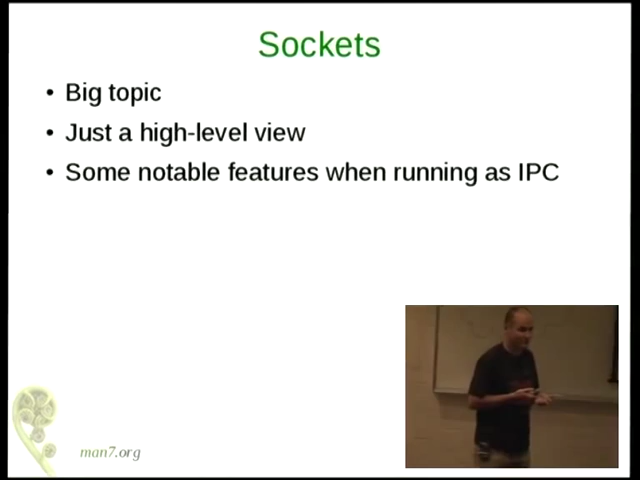 Sockets
• Big topic
• Just a high-level view
• Some notable features when running as IPC
man7.org